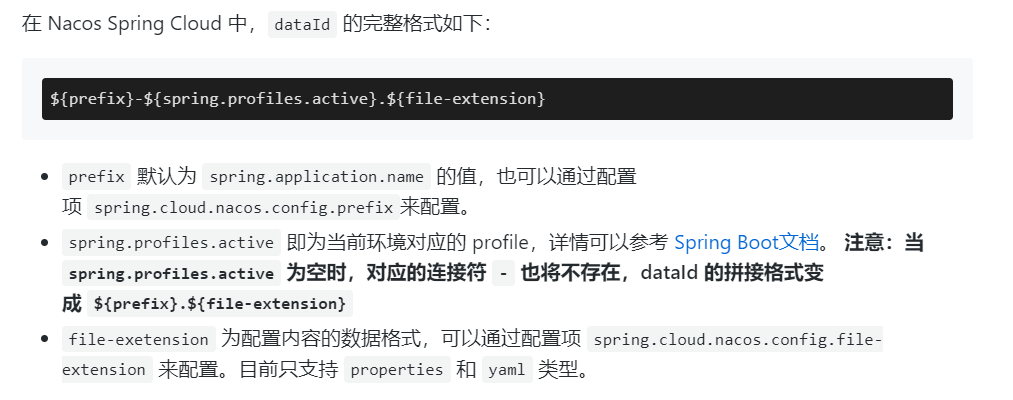 在 Nacos Spring Cloud 中，dataId 的完整格式如下：
${prefix}-${spring.profiles.active}.${file-extension}
• prefix 默认为 spring.application.name 的值，也可以通过配置
项 spring.cloud.nacos.config.prefix来配置。
• spring.profiles.active 即为当前环境对应的 profile，详情可以参考 Spring Boot文档。 注意：当
spring.profiles.active 为空时，对应的连接符 - 也将不存在，dataId 的拼接格式变
成 ${prefix}.${file-extension}
• file-exetension 为配置内容的数据格式，可以通过配置项 spring.cloud.nacos.config.file-
extension 来配置。目前只支持 properties 和 yaml 类型。